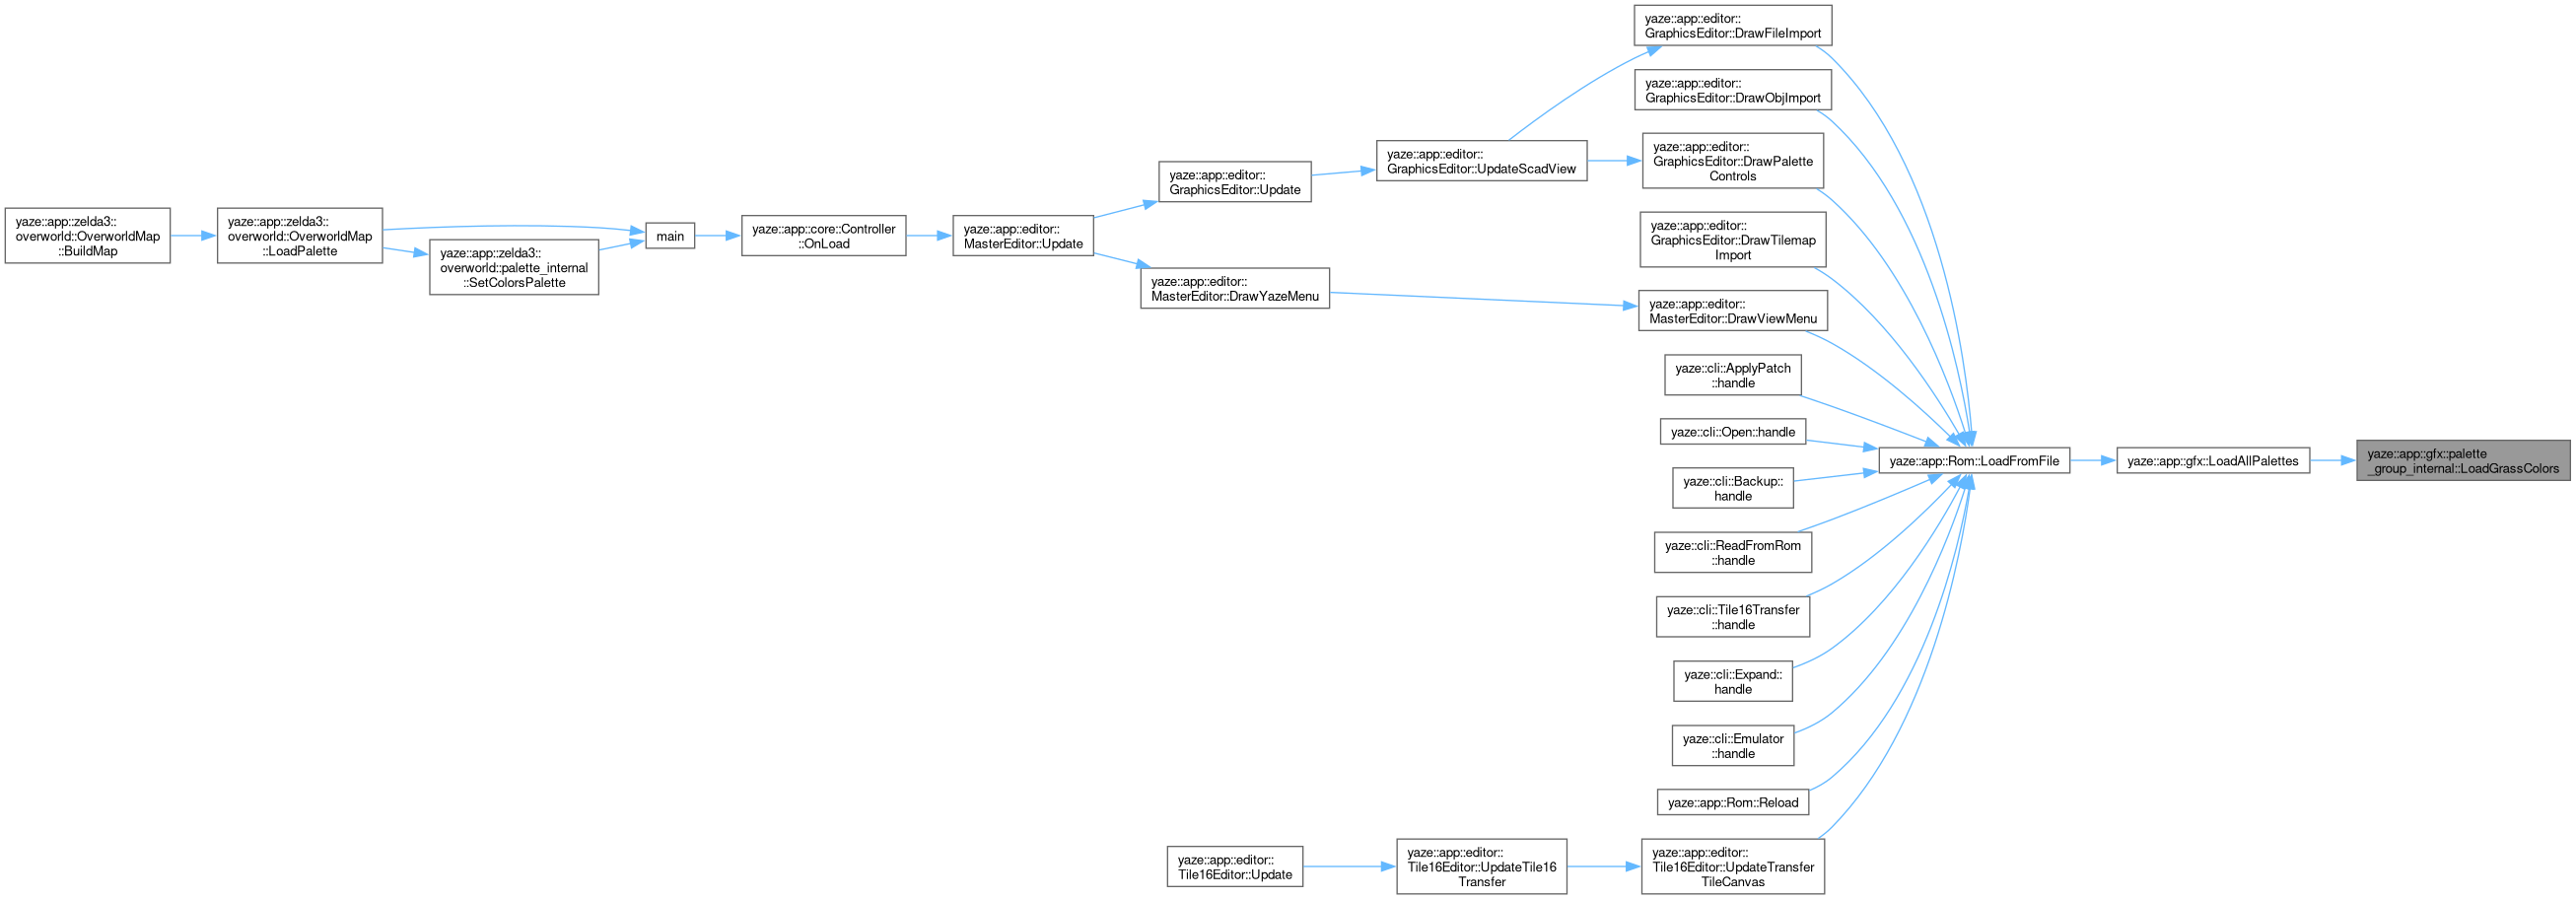 yaze::app::zelda3::
overworld::OverworldMap
::BuildMap
yaze::app::zelda3::
overworld::OverworldMap
::LoadPalette
yaze::app::zelda3::
overworld::palette_internal
::SetColorsPalette
main
yaze::app::core::Controller
::OnLoad
yaze::app::editor::
MasterEditor::Update
yaze::app::editor::
GraphicsEditor::Update
yaze::app::editor::
MasterEditor::DrawYazeMenu
yaze::app::editor::
GraphicsEditor::UpdateScadView
yaze::app::editor::
GraphicsEditor::DrawFileImport
yaze::app::editor::
GraphicsEditor::DrawObjImport
yaze::app::editor::
GraphicsEditor::DrawPalette
Controls
yaze::app::editor::
GraphicsEditor::DrawTilemap
Import
yaze::app::editor::
MasterEditor::DrawViewMenu
yaze::cli::ApplyPatch
::handle
yaze::cli::Open::handle
yaze::cli::Backup::
handle
yaze::cli::ReadFromRom
::handle
yaze::cli::Tile16Transfer
::handle
yaze::cli::Expand::
handle
yaze::cli::Emulator
::handle
yaze::app::Rom::Reload
yaze::app::editor::
Tile16Editor::Update
yaze::app::editor::
Tile16Editor::UpdateTile16
Transfer
yaze::app::editor::
Tile16Editor::UpdateTransfer
TileCanvas
yaze::app::Rom::LoadFromFile
yaze::app::gfx::LoadAllPalettes
yaze::app::gfx::palette
_group_internal::LoadGrassColors